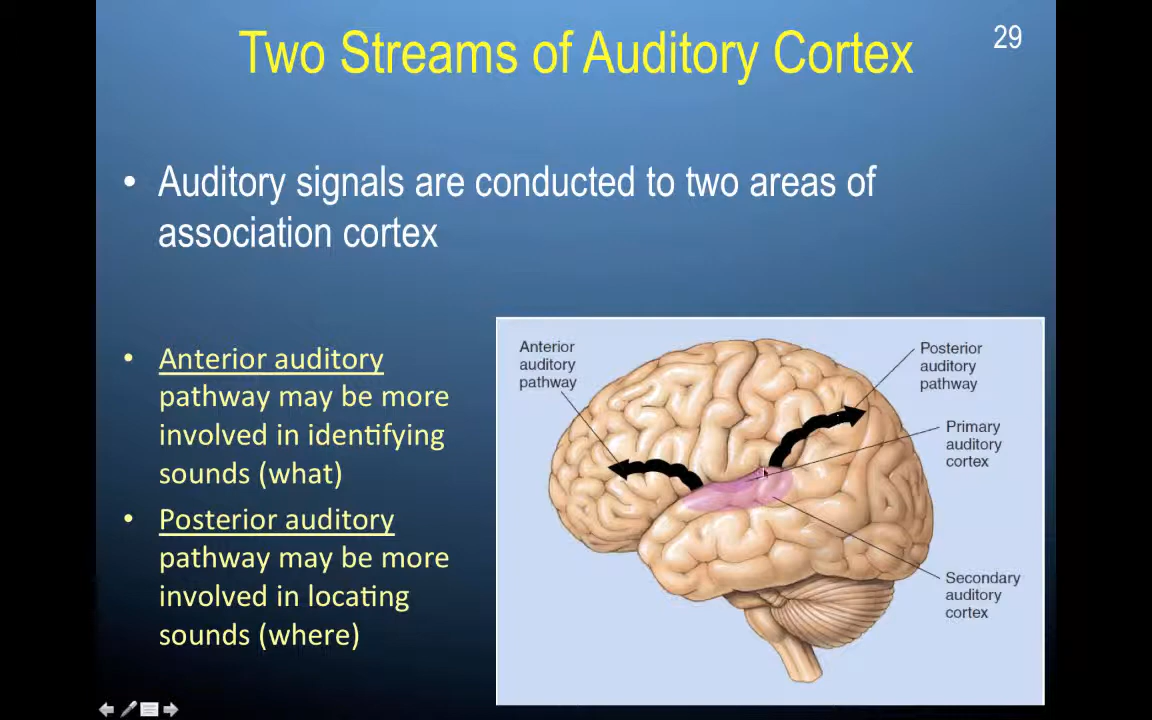 29
Two Streams of Auditory Cortex
• Auditory signals are conducted to two areas of
association cortex
• Anterior auditory
pathway may be more
involved in identifying
sounds (what)
• Posterior auditory
pathway may be more
involved in locating
sounds (where)
Anterior
auditory
pathway
Posterior
auditory
pathway
Primary
auditory
cortex
Secondary
auditory
cortex